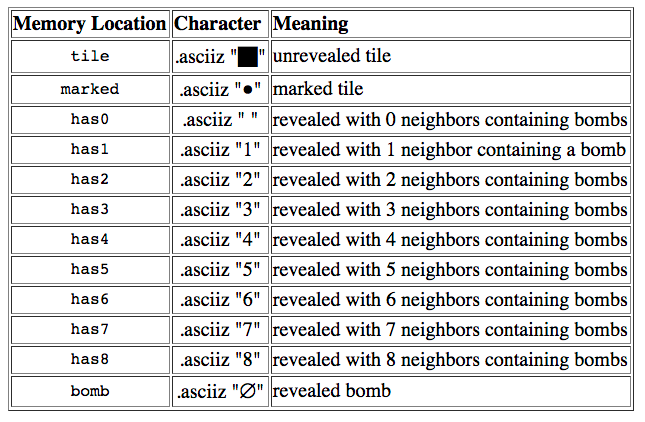 Memory Location Character Meaning
tile .asciiz "■" unrevealed tile
marked .asciiz "●" marked tile
has0 .asciiz " " revealed with 0 neighbors containing bombs
has1 .asciiz "1" revealed with 1 neighbor containing a bomb
has2 .asciiz "2" revealed with 2 neighbors containing bombs
has3 .asciiz "3" revealed with 3 neighbors containing bombs
has4 .asciiz "4" revealed with 4 neighbors containing bombs
has5 .asciiz "5" revealed with 5 neighbors containing bombs
has6 .asciiz "6" revealed with 6 neighbors containing bombs
has7 .asciiz "7" revealed with 7 neighbors containing bombs
has8 .asciiz "8" revealed with 8 neighbors containing bombs
bomb .asciiz "∅" revealed bomb